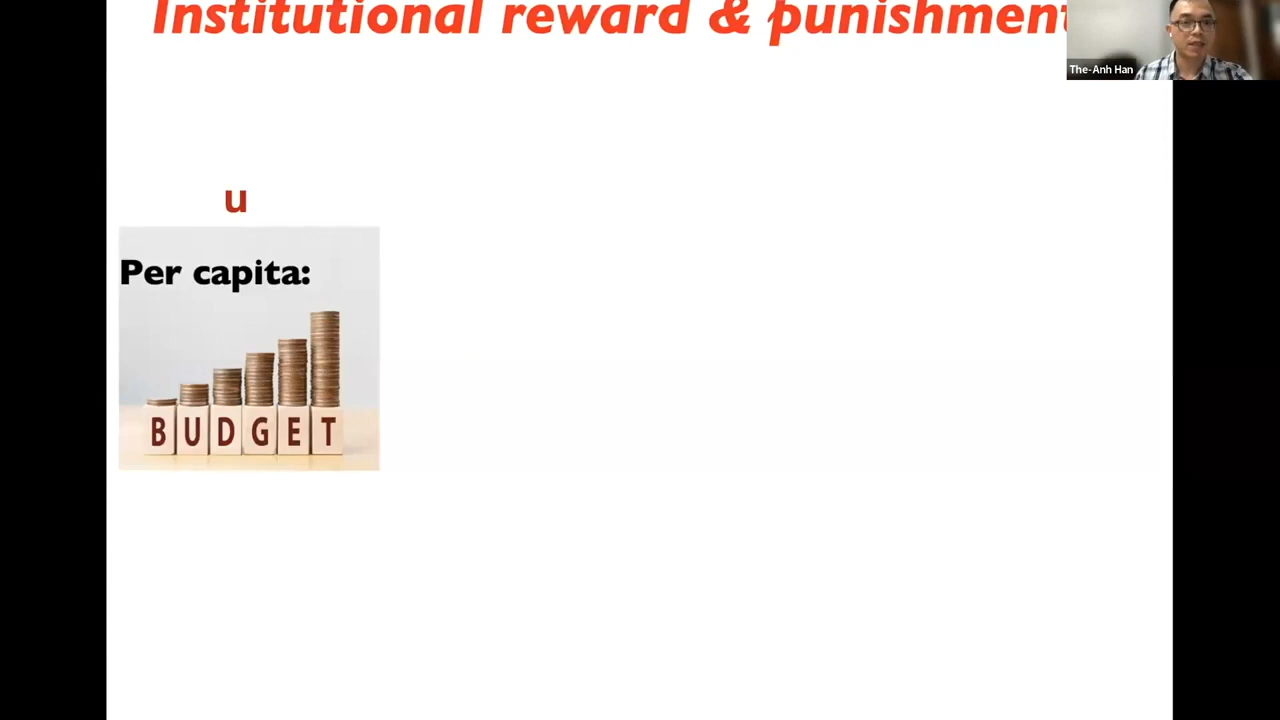 Institutional reward & punishment
The-Anh Han
u
Per capita:
BUDGET